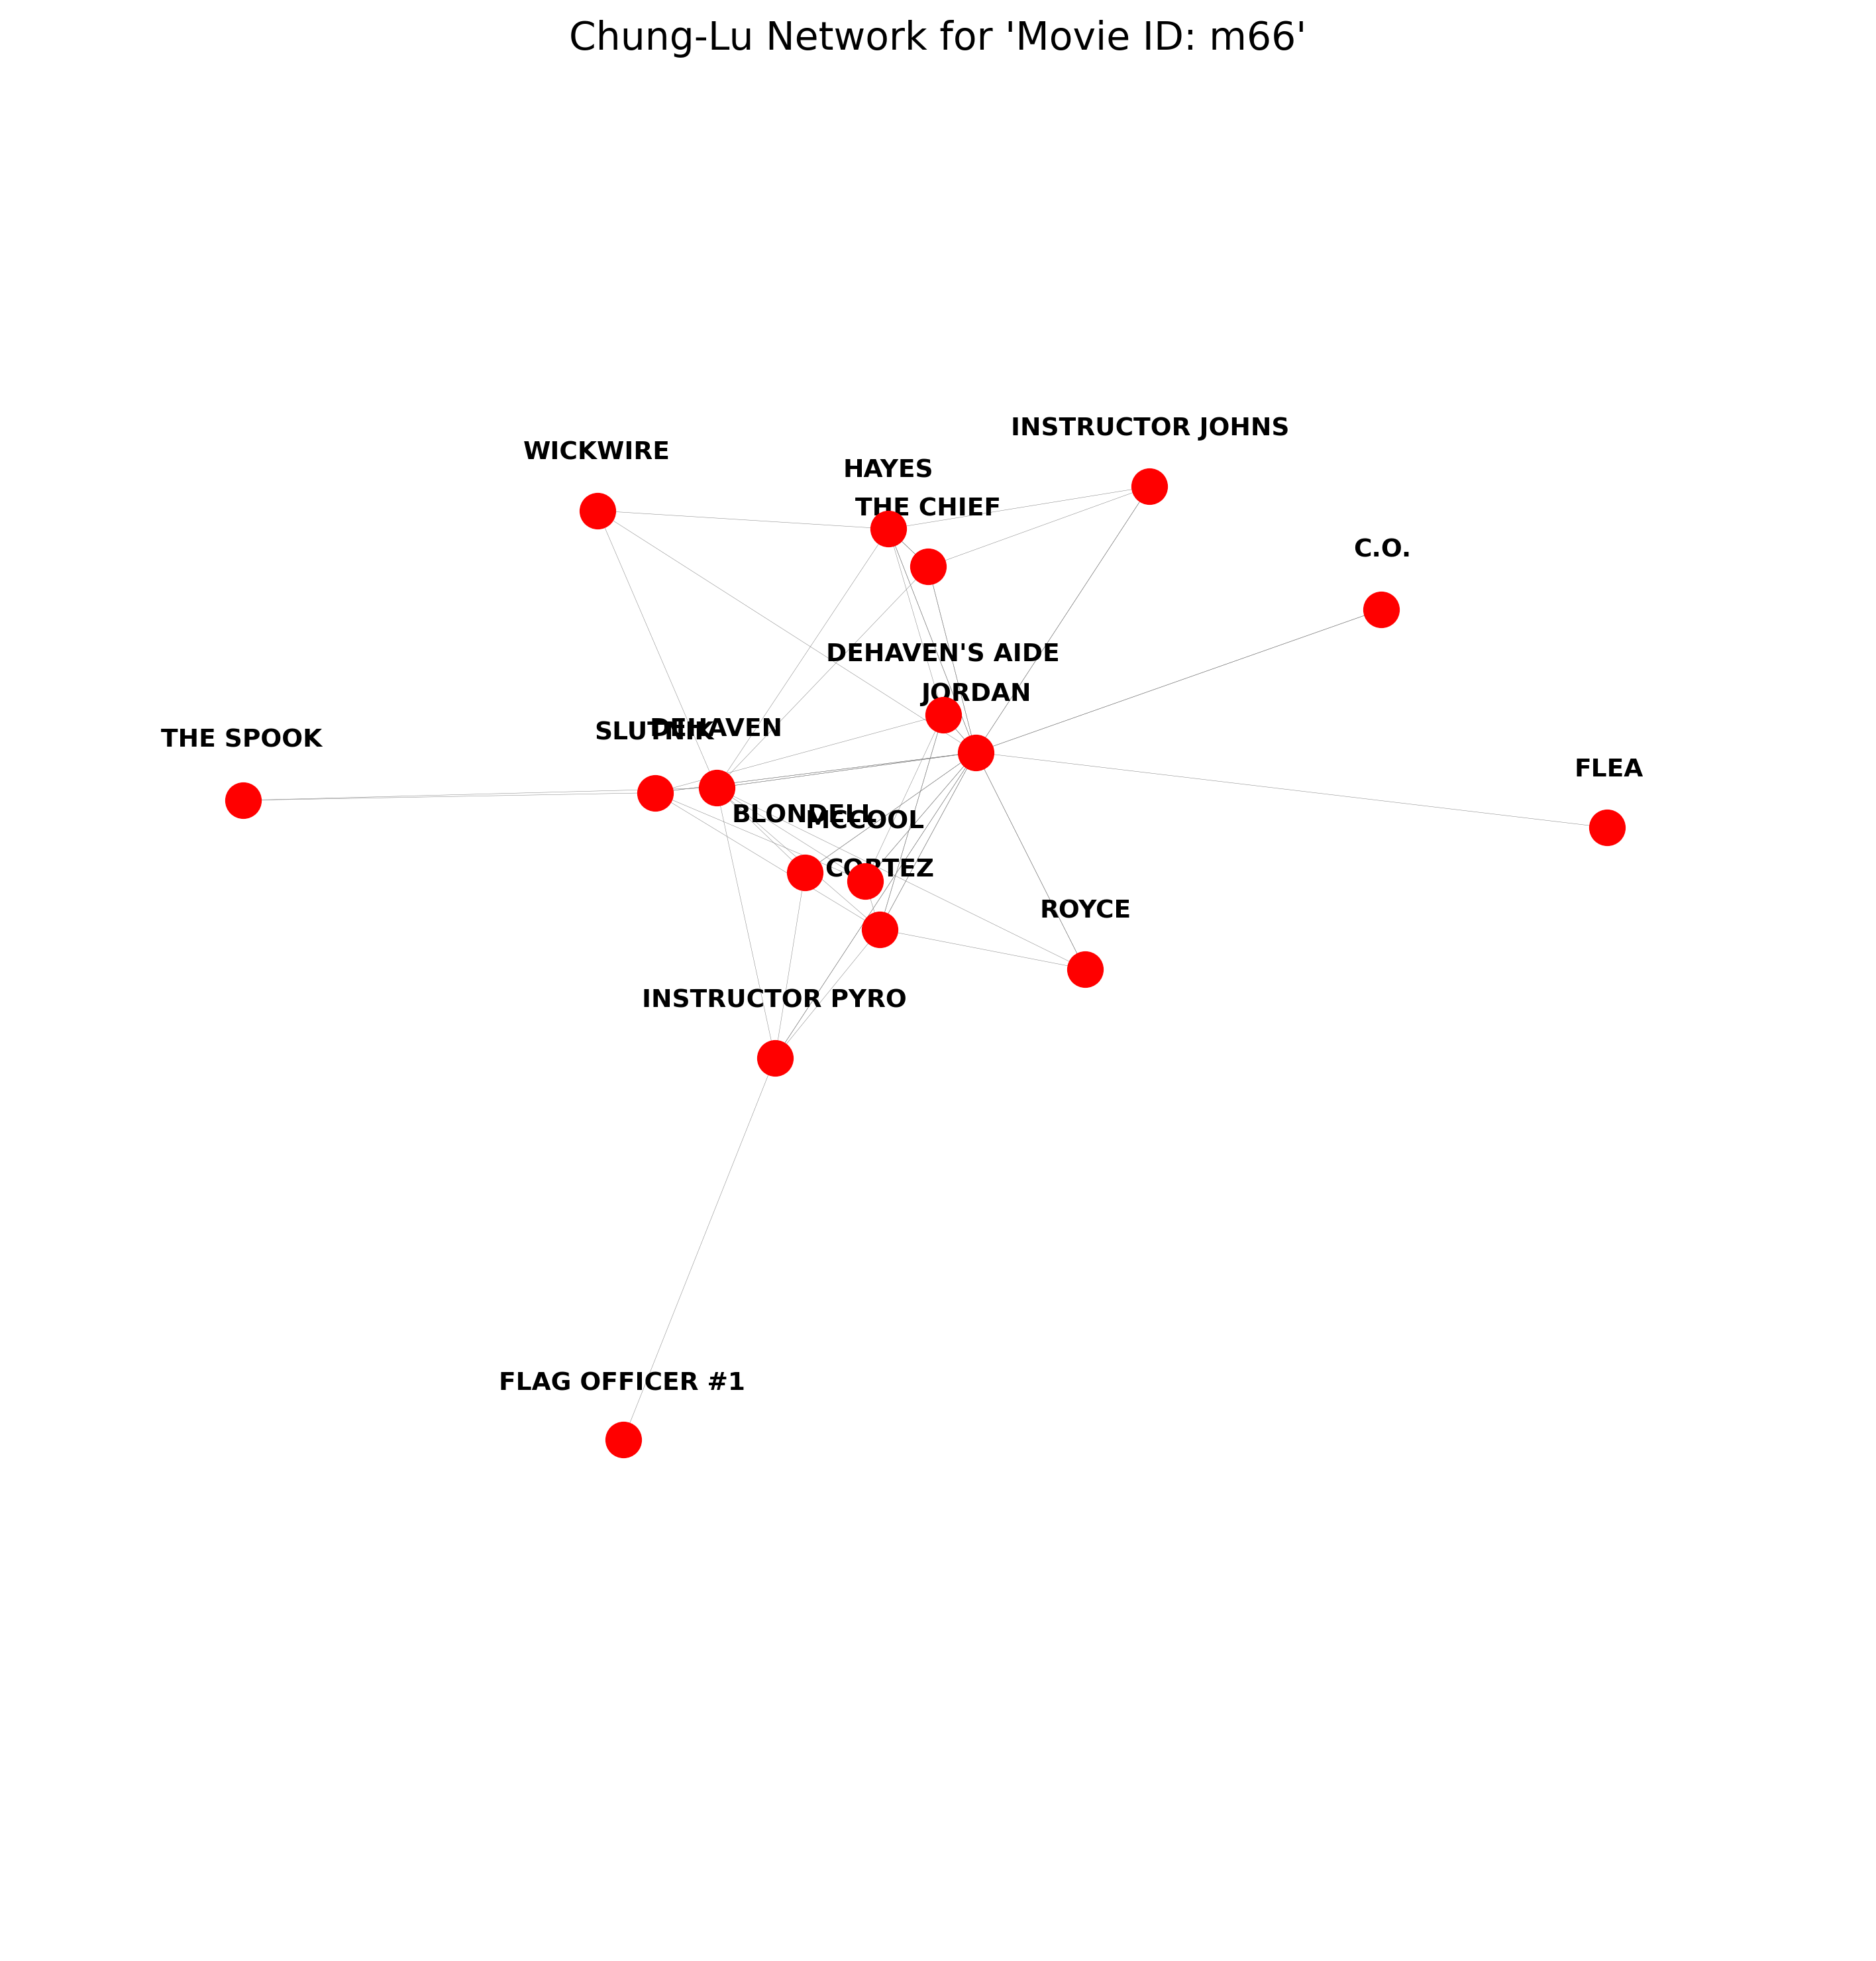 Chung-Lu Network for 'Movie ID: m66'
INSTRUCTOR JOHNS
WICKWIRE
HAYES
THE CHIEF
C.O.
DEHAVEN'S AIDE
JORDAN
SLUTNIK
DEHAVEN
THE SPOOK
FLEA
BLONDELL
MCCOOL
CORTEZ
ROYCE
INSTRUCTOR PYRO
FLAG OFFICER #1